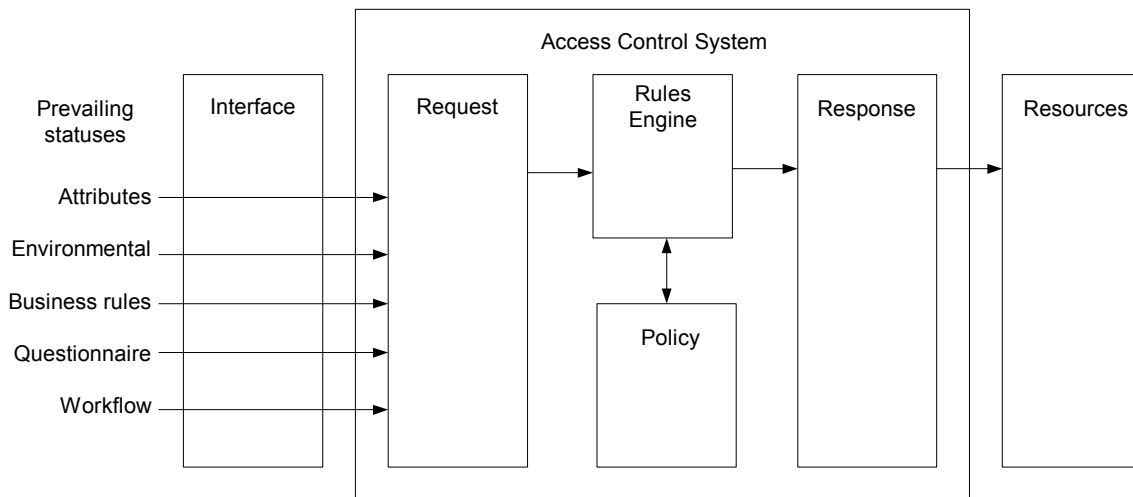 Access Control System
Prevailing
statuses
Interface
Request
Rules
Engine
Response
Resources
Attributes
Environmental
Business rules
Questionnaire
Workflow
Policy